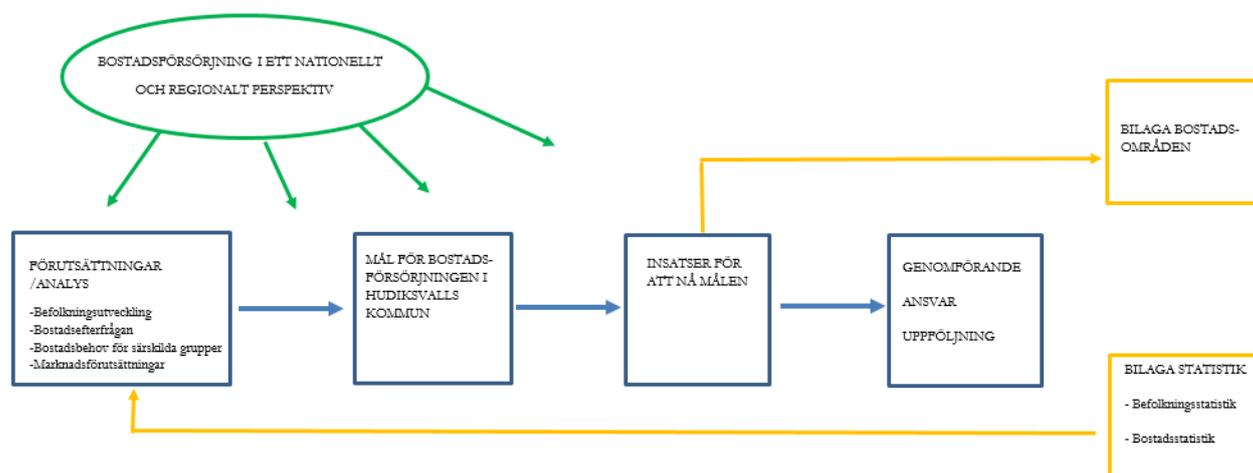 BOSTADSFÖRSÖRJNING I ETT NATIONELLT
OCH REGIONALT PERSPEKTIV
BILAGA BOSTADS-
OMRÅDEN
FÖRUTSÄTTNINGAR
/ANALYS
-Befolkningsutveckling
-Bostadsefterfrågan
-Bostadsbehov för särskilda grupper
-Marknadsförutsättningar
MÅL FÖR BOSTADS-
FÖRSÖRJNINGEN I
HUDIKSVALLS
KOMMUN
INSATSER FÖR
ATT NÅ MÅLEN
GENOMFÖRANDE
ANSVAR
UPPFÖLJNING
BILAGA STATISTIK
- Befolkningsstatistik
- Bostadsstatistik